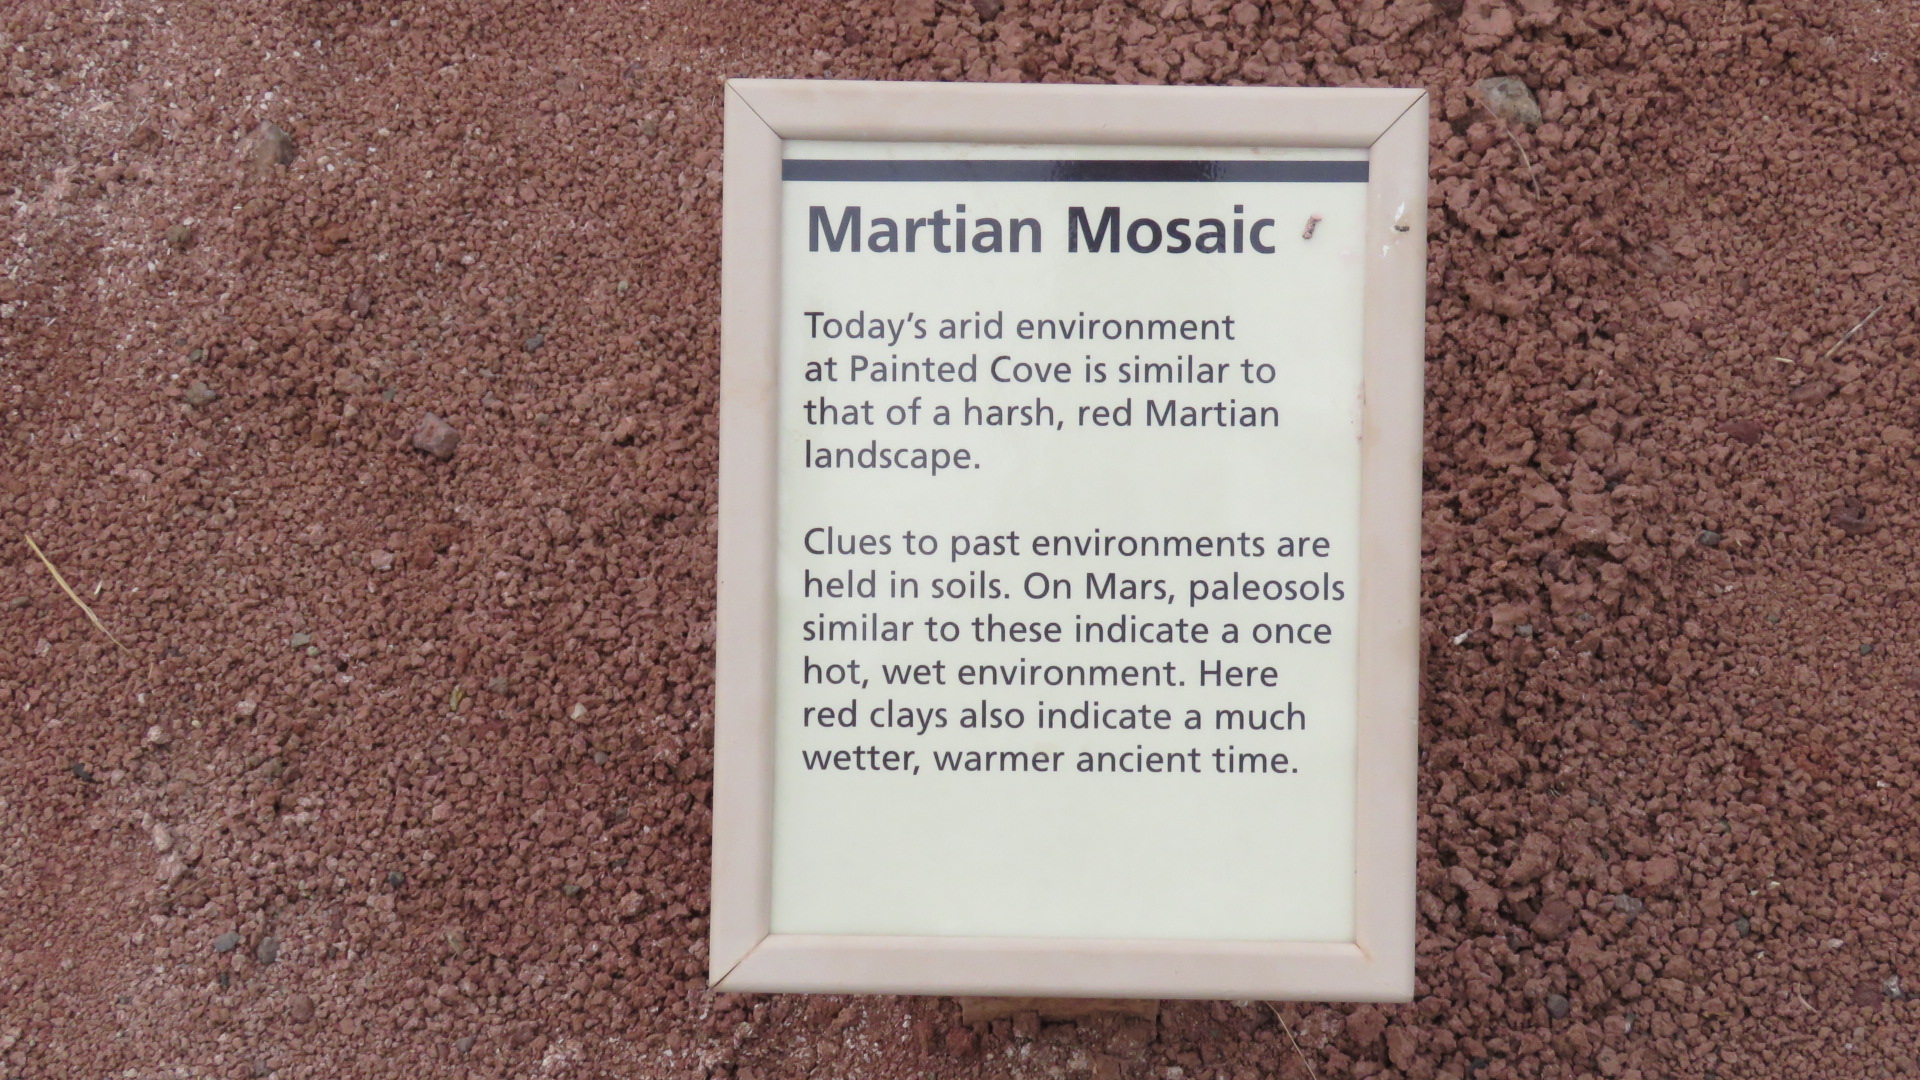 Martian Mosaic
Today’s arid environment
at Painted Cove is similar to
that of a harsh, red Martian
landscape.
Clues to past environments are
held in soils. On Mars, paleosols
similar to these indicate a once
hot, wet environment. Here
red clays also indicate a much
wetter, warmer ancient time.